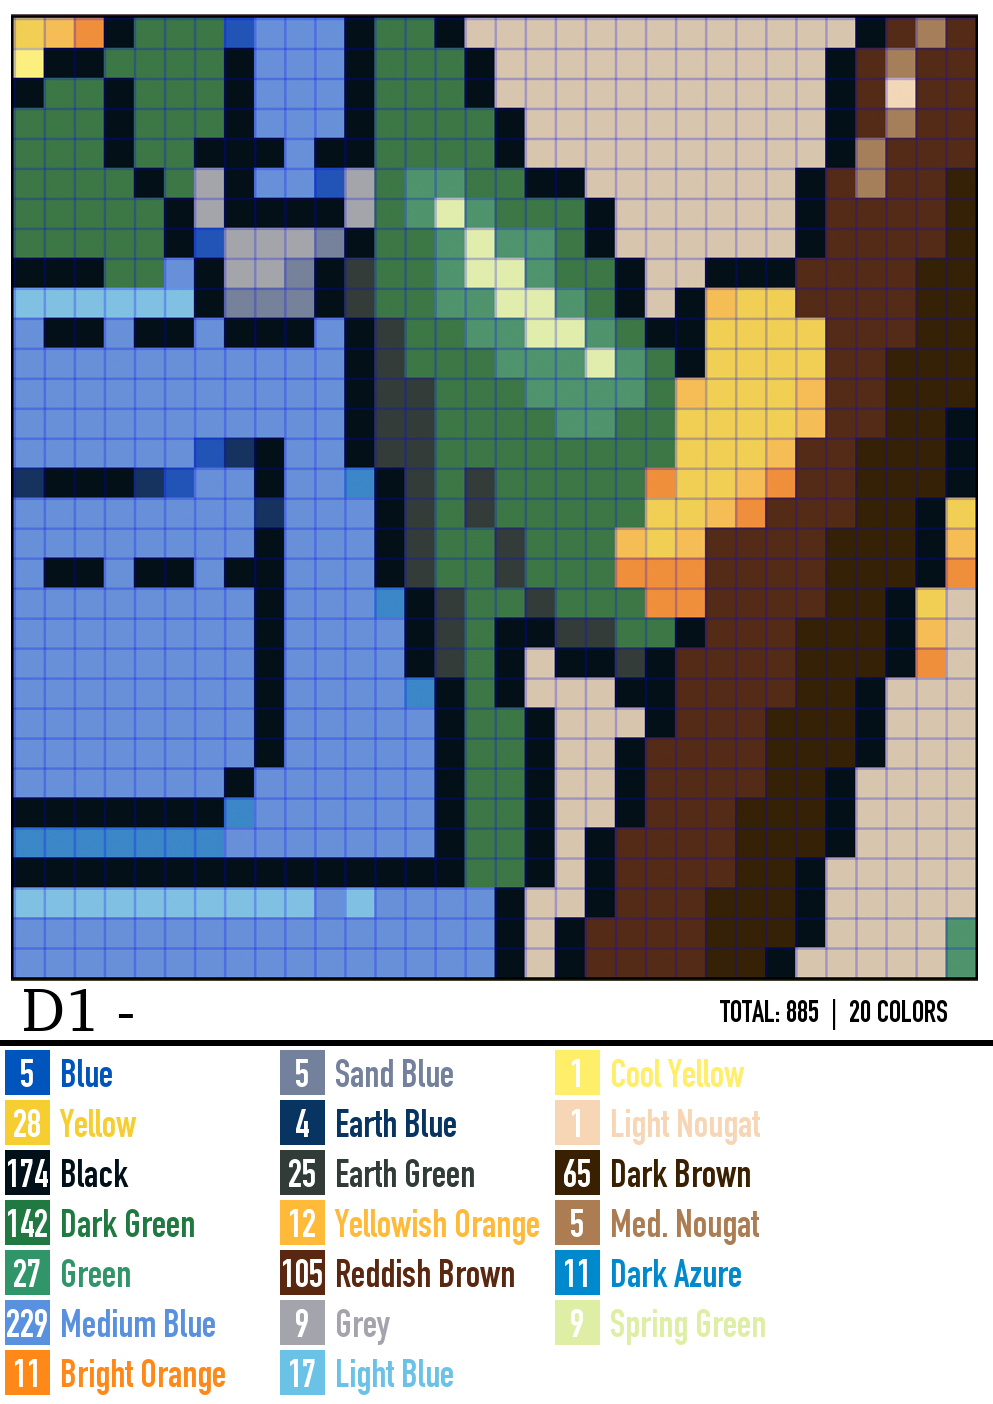 D1 -
TOTAL: 885 | 20 COLORS
5 Blue
28 Yellow
174 Black
142 Dark Green
27 Green
229 Medium Blue
11 Bright Orange
5 Sand Blue
4 Earth Blue
25 Earth Green
12 Yellowish Orange
105 Reddish Brown
9 Grey
17 Light Blue
1 Cool Yellow
1 Light Nougat
65 Dark Brown
5 Med. Nougat
11 Dark Azure
9 Spring Green